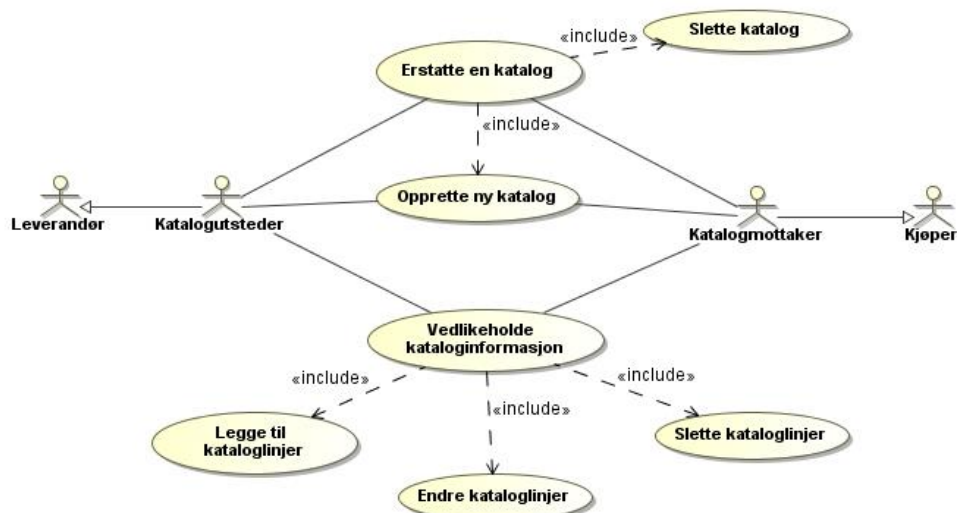 «include»
Slette katalog
Erstatte en katalog
«include»
Opprette ny katalog
Leverandør
Katalogutsteder
Katalogmottaker
Kjøper
Vedlikeholde
kataloginformasjon
«include»
«include»
«include»
Legge til
kataloglinjer
Slette kataloglinjer
Endre kataloglinjer